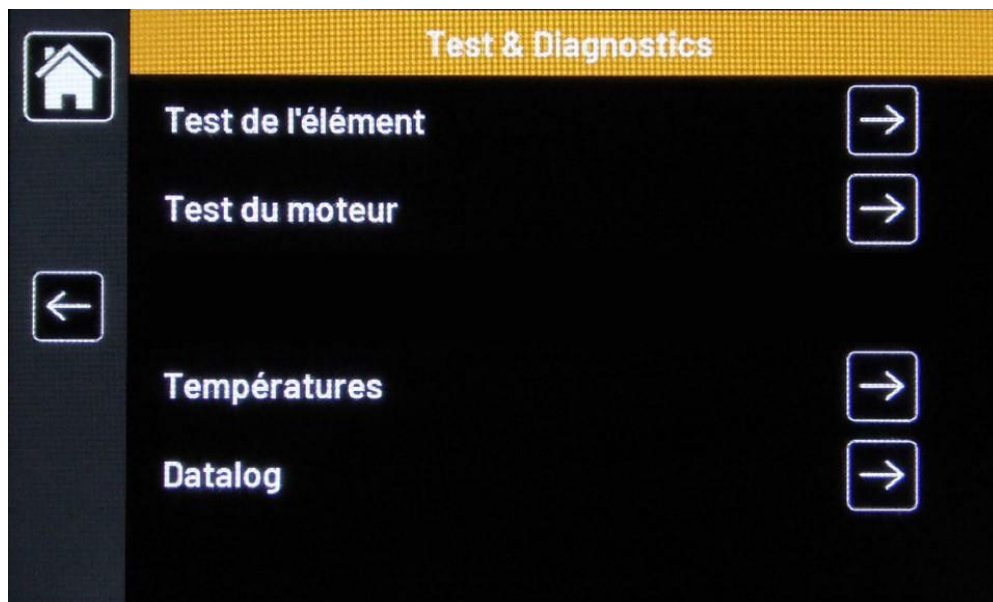 Test & Diagnostics
Test de l'élément
Test du moteur
Températures
Datalog